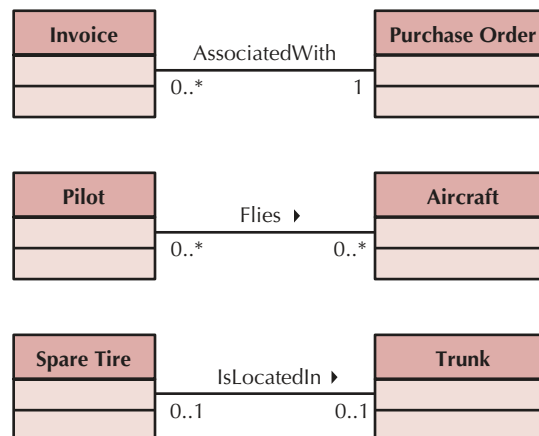 Invoice
AssociatedWith
Purchase Order
0..*
1
Pilot
Flies
Aircraft
0..*
0..*
Spare Tire
IsLocatedIn
Trunk
0..1
0..1